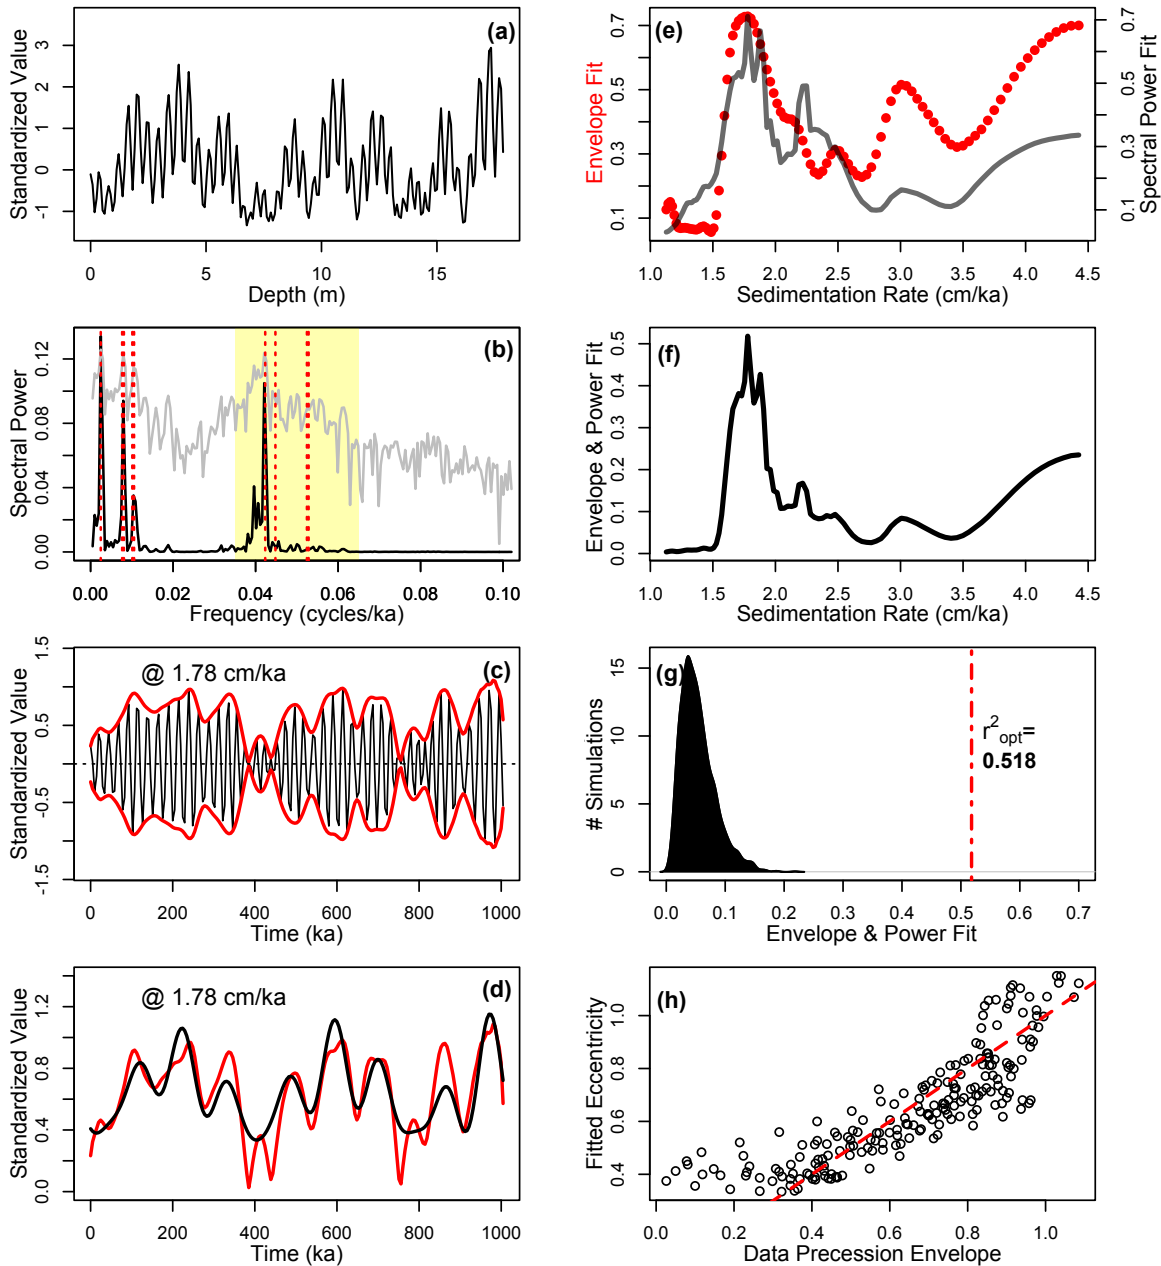 (a)
Standardized Value
3
2
1
0
-1
0 5 10 15
Depth (m)
(b)
Spectral Power
0.12
0.08
0.04
0.00
0.00 0.02 0.04 0.06 0.08 0.10
Frequency (cycles/ka)
(c)
@ 1.78 cm/ka
Standardized Value
1.5
0.5
-0.5
-1.5
0 200 400 600 800 1000
Time (ka)
(d)
@ 1.78 cm/ka
Standardized Value
1.2
0.8
0.4
0.0
0 200 400 600 800 1000
Time (ka)
(e)
Envelope Fit
0.7
0.5
0.3
0.1
Spectral Power Fit
0.7
0.5
0.3
0.1
1.0 1.5 2.0 2.5 3.0 3.5 4.0 4.5
Sedimentation Rate (cm/ka)
(f)
Envelope & Power Fit
0.5
0.4
0.3
0.2
0.1
0.0
1.0 1.5 2.0 2.5 3.0 3.5 4.0 4.5
Sedimentation Rate (cm/ka)
(g)
# Simulations
15
10
5
0
r²opt=
0.518
0.0 0.1 0.2 0.3 0.4 0.5 0.6 0.7
Envelope & Power Fit
(h)
Fitted Eccentricity
1.0
0.8
0.6
0.4
0.0 0.2 0.4 0.6 0.8 1.0
Data Precession Envelope